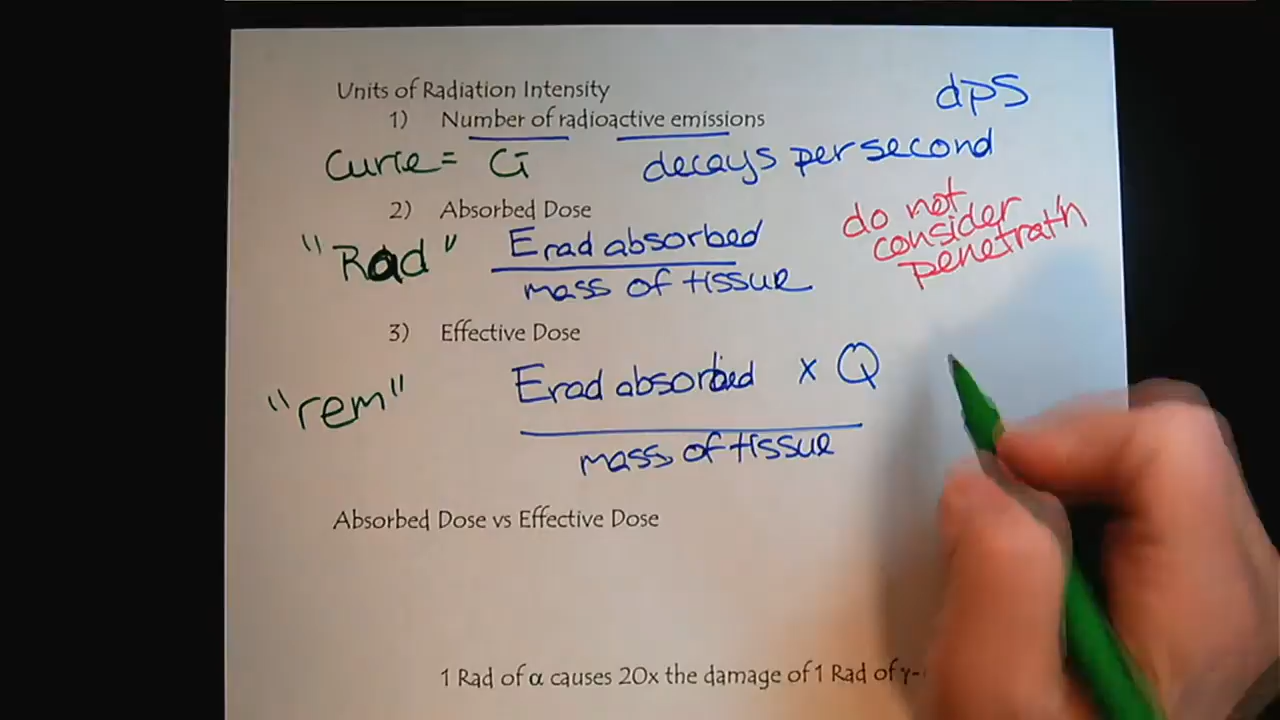 Units of Radiation Intensity
dps
1) Number of radioactive emissions
Curie = Ci
decays per second
2) Absorbed Dose
"Rad"
Erad absorbed
mass of tissue
do not
consider
penetrat'n
3) Effective Dose
"rem"
Erad absorbed x Q
mass of tissue
Absorbed Dose vs Effective Dose
1 Rad of α causes 20x the damage of 1 Rad of γ-